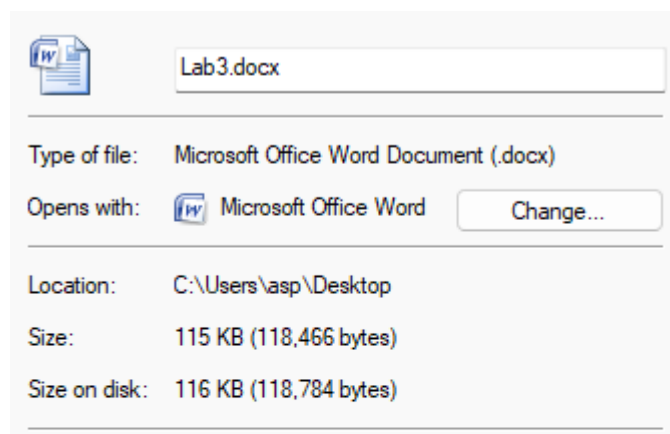 Lab3.docx
Type of file: Microsoft Office Word Document (.docx)
Opens with: Microsoft Office Word Change...
Location: C:\Users\asp\Desktop
Size: 115 KB (118,466 bytes)
Size on disk: 116 KB (118,784 bytes)